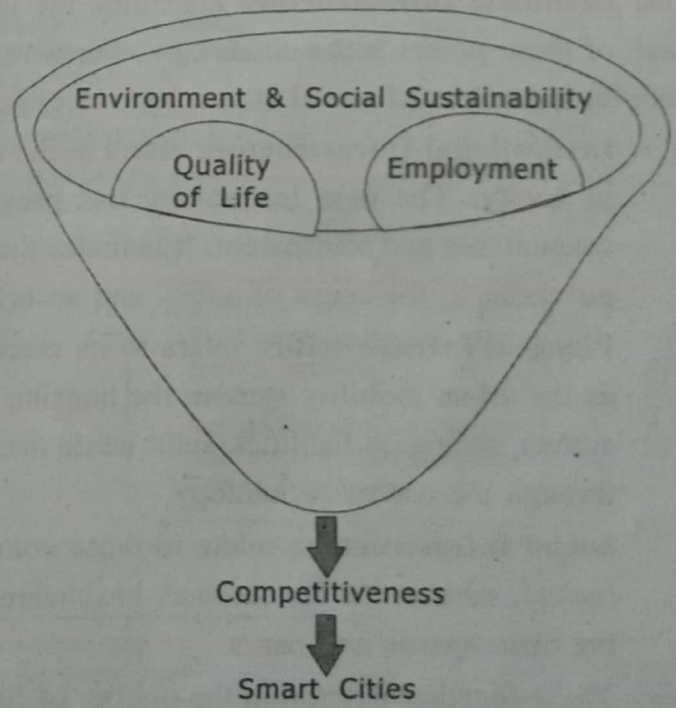 Environment & Social Sustainability
Quality
of Life
Employment
Competitiveness
Smart Cities